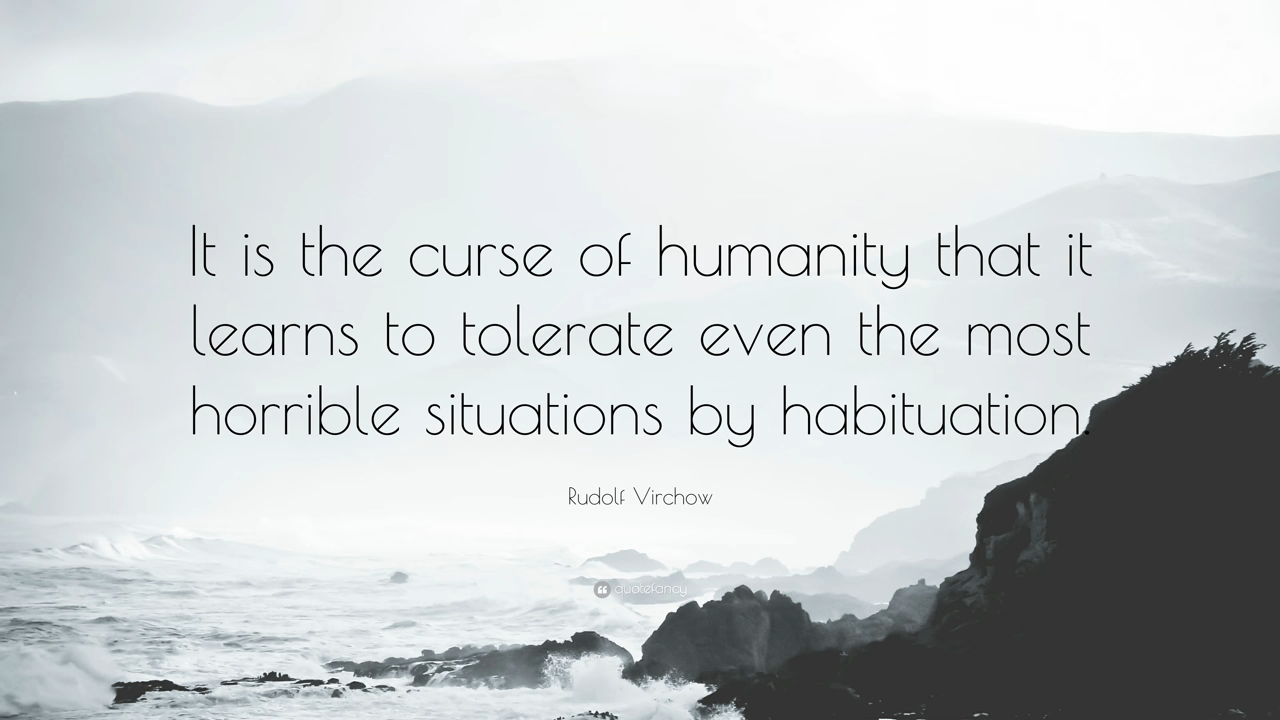 It is the curse of humanity that it
learns to tolerate even the most
horrible situations by habituation.
Rudolf Virchow
quotefancy